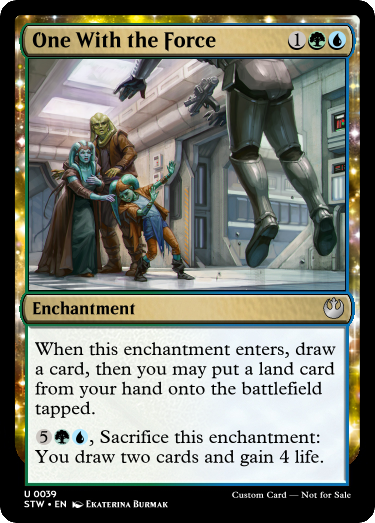 One With the Force 1
Enchantment
When this enchantment enters, draw
a card, then you may put a land card
from your hand onto the battlefield
tapped.
5, Sacrifice this enchantment:
You draw two cards and gain 4 life.
U 0039
STW • EN Ekaterina Burmak
Custom Card — Not for Sale